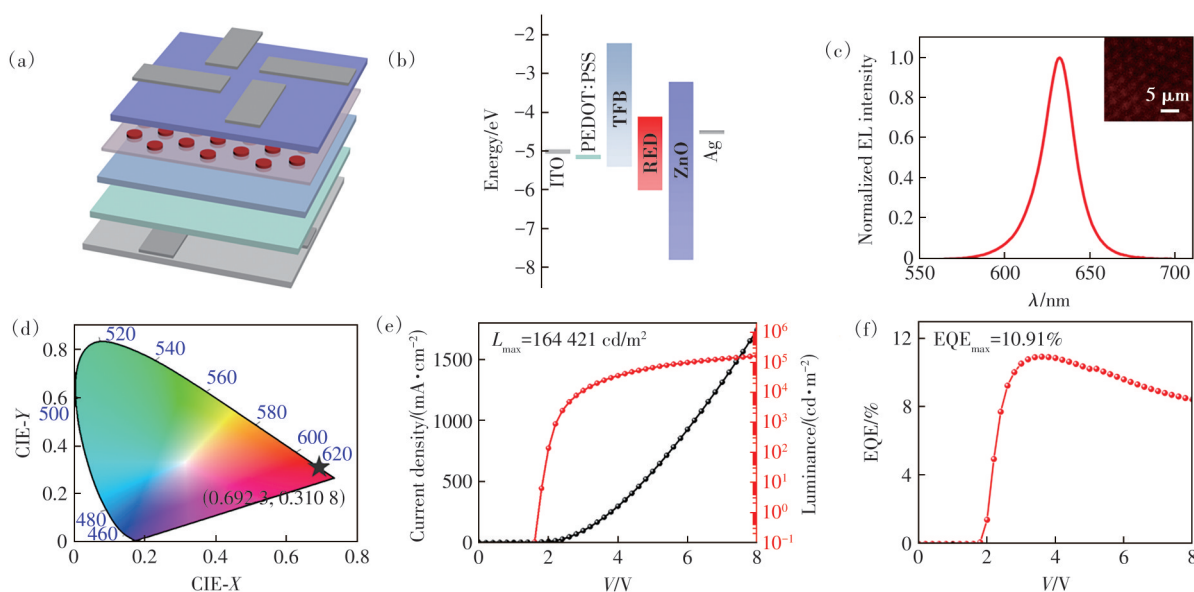 (a)
(b)
−2
−3
−4
−5
−6
−7
−8
Energy/eV
ITO
PEDOT:PSS
TFB
RED
ZnO
Ag
(c)
5 μm
1.0
0.8
0.6
0.4
0.2
0
Normalized EL intensity
550
600
650
700
λ/nm
(d)
0.8
0.6
0.4
0.2
0
CIE-Y
520
540
560
580
600
620
500
480
460
(0.692 3, 0.310 8)
0.2
0.4
0.6
0.8
CIE-X
(e)
Lmax=164 421 cd/m²
1500
1000
500
0
Current density/(mA·cm⁻²)
10⁶
10⁵
10⁴
10³
10²
10¹
10⁰
10⁻¹
Luminance/(cd·m⁻²)
0
2
4
6
8
V/V
(f)
EQEmax=10.91%
12
8
4
0
EQE/%
0
2
4
6
8
V/V